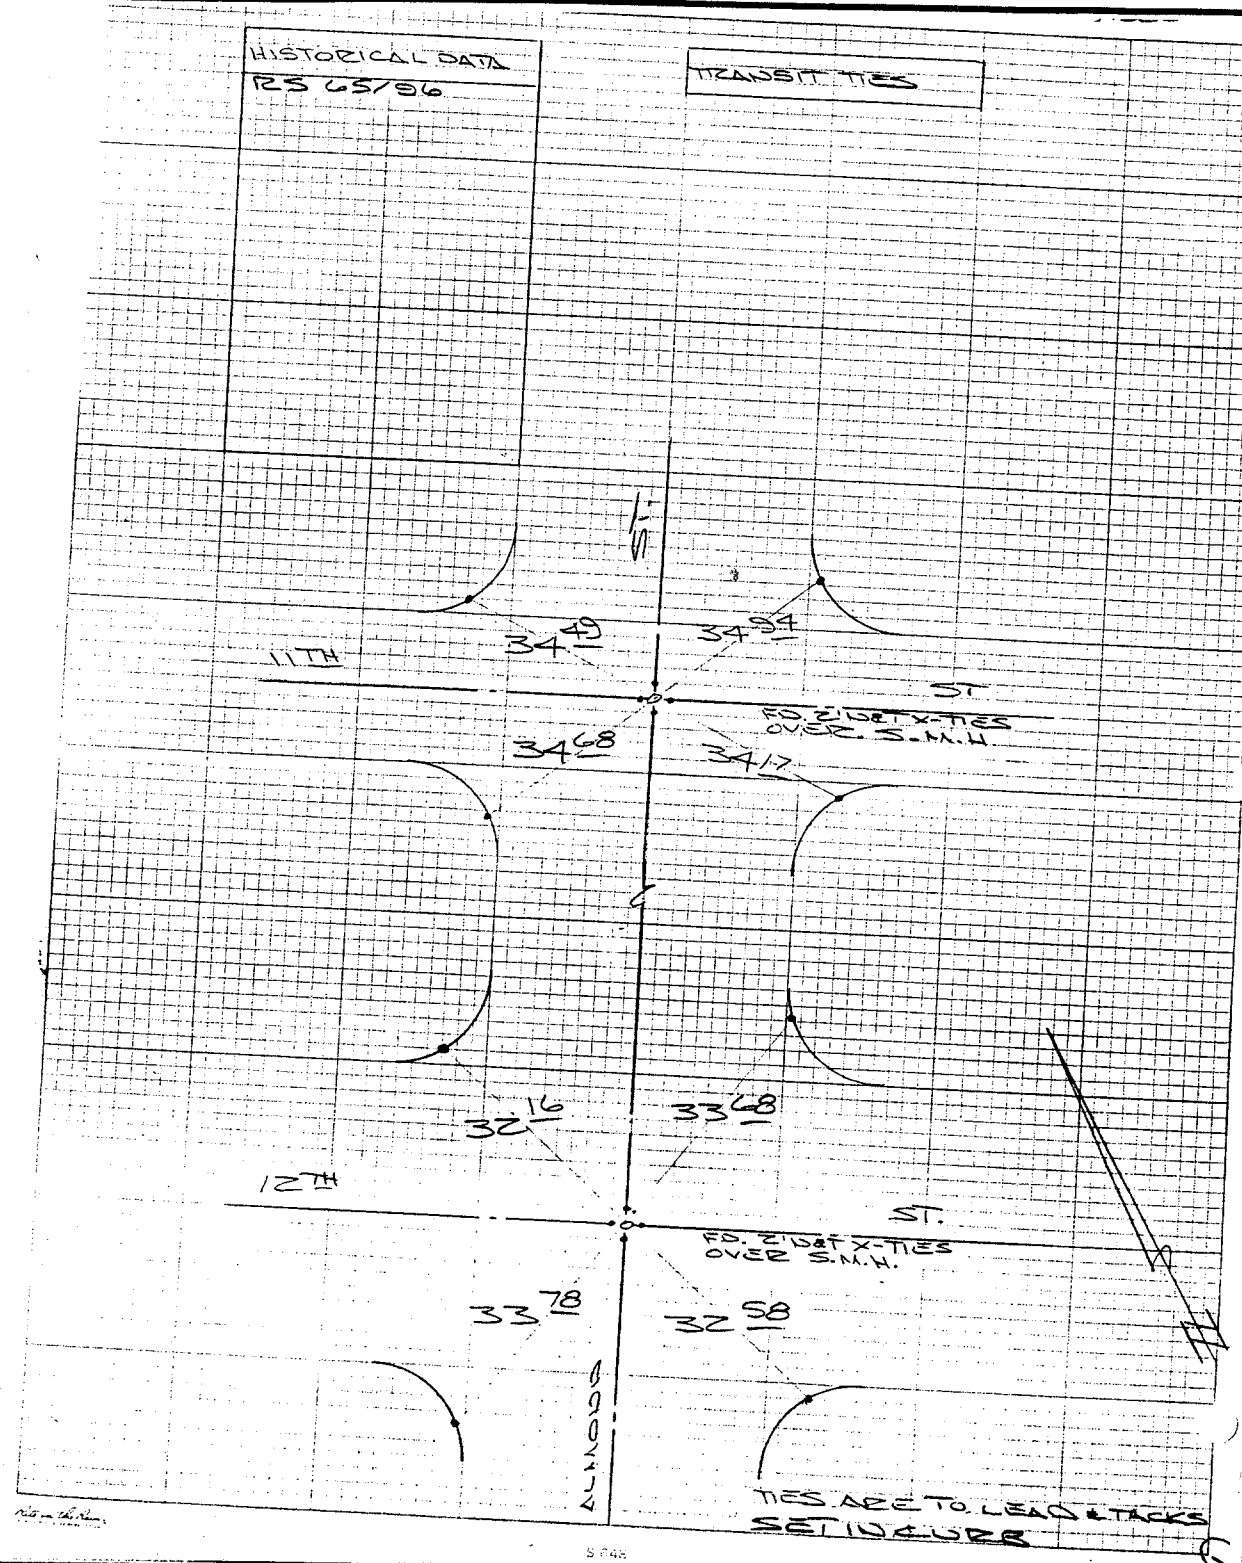 HISTORICAL DATA
RS 65/96
TRANSIT TIES
ST.
34 49
34 94
11TH
ST
FD. 2' N&T X-TIES
OVER S.M.H
34 68
34 17
32 16
33 68
12TH
ST.
FD. 2' N&T X-TIES
OVER S.M.H.
33 78
32 58
ALMOND
TIES ARE TO LEAD & TACKS
SET IN CURB